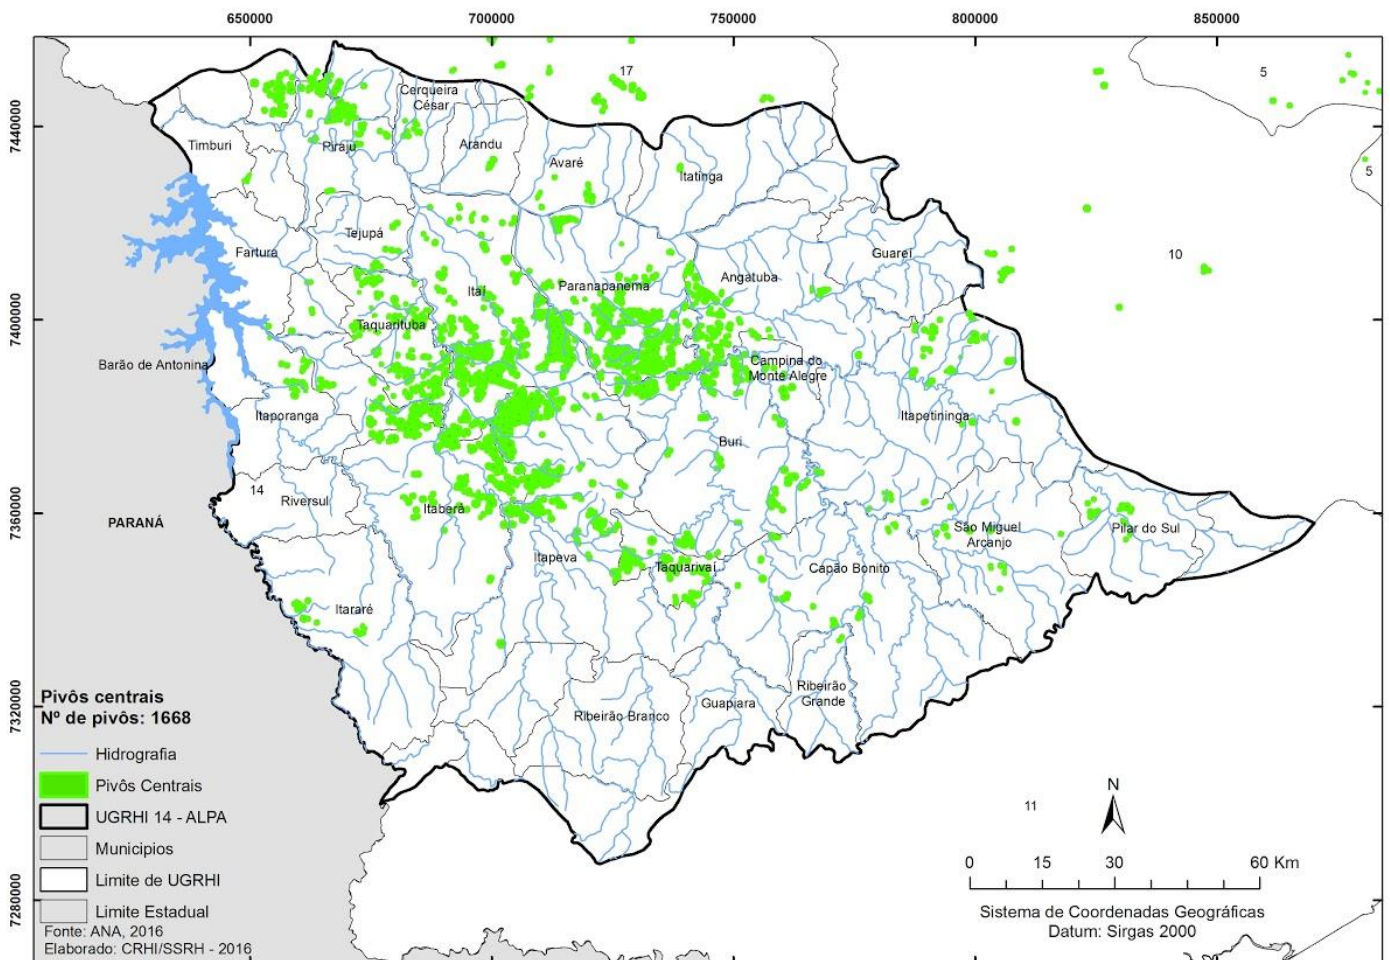 650000
700000
750000
800000
850000
7440000
7400000
7360000
7320000
7280000
17
5
5
10
Cerqueira
César
Timburi
Piraju
Arandu
Avaré
Itatinga
Fartura
Tejupá
Guareí
Itaí
Paranapanema
Angatuba
Taquarituba
Barão de Antonina
Campina do
Monte Alegre
Itaporanga
Itapetininga
Buri
14
Riversul
Itaberá
PARANÁ
São Miguel
Arcanjo
Pilar do Sul
Itapeva
Taquarivaí
Capão Bonito
Itararé
Ribeirão
Grande
Guapiara
Ribeirão Branco
11
Pivôs centrais
Nº de pivôs: 1668
Hidrografia
Pivôs Centrais
UGRHI 14 - ALPA
Municipios
Limite de UGRHI
Limite Estadual
Fonte: ANA, 2016
Elaborado: CRHI/SSRH - 2016
N
0 15 30 60 Km
Sistema de Coordenadas Geográficas
Datum: Sirgas 2000